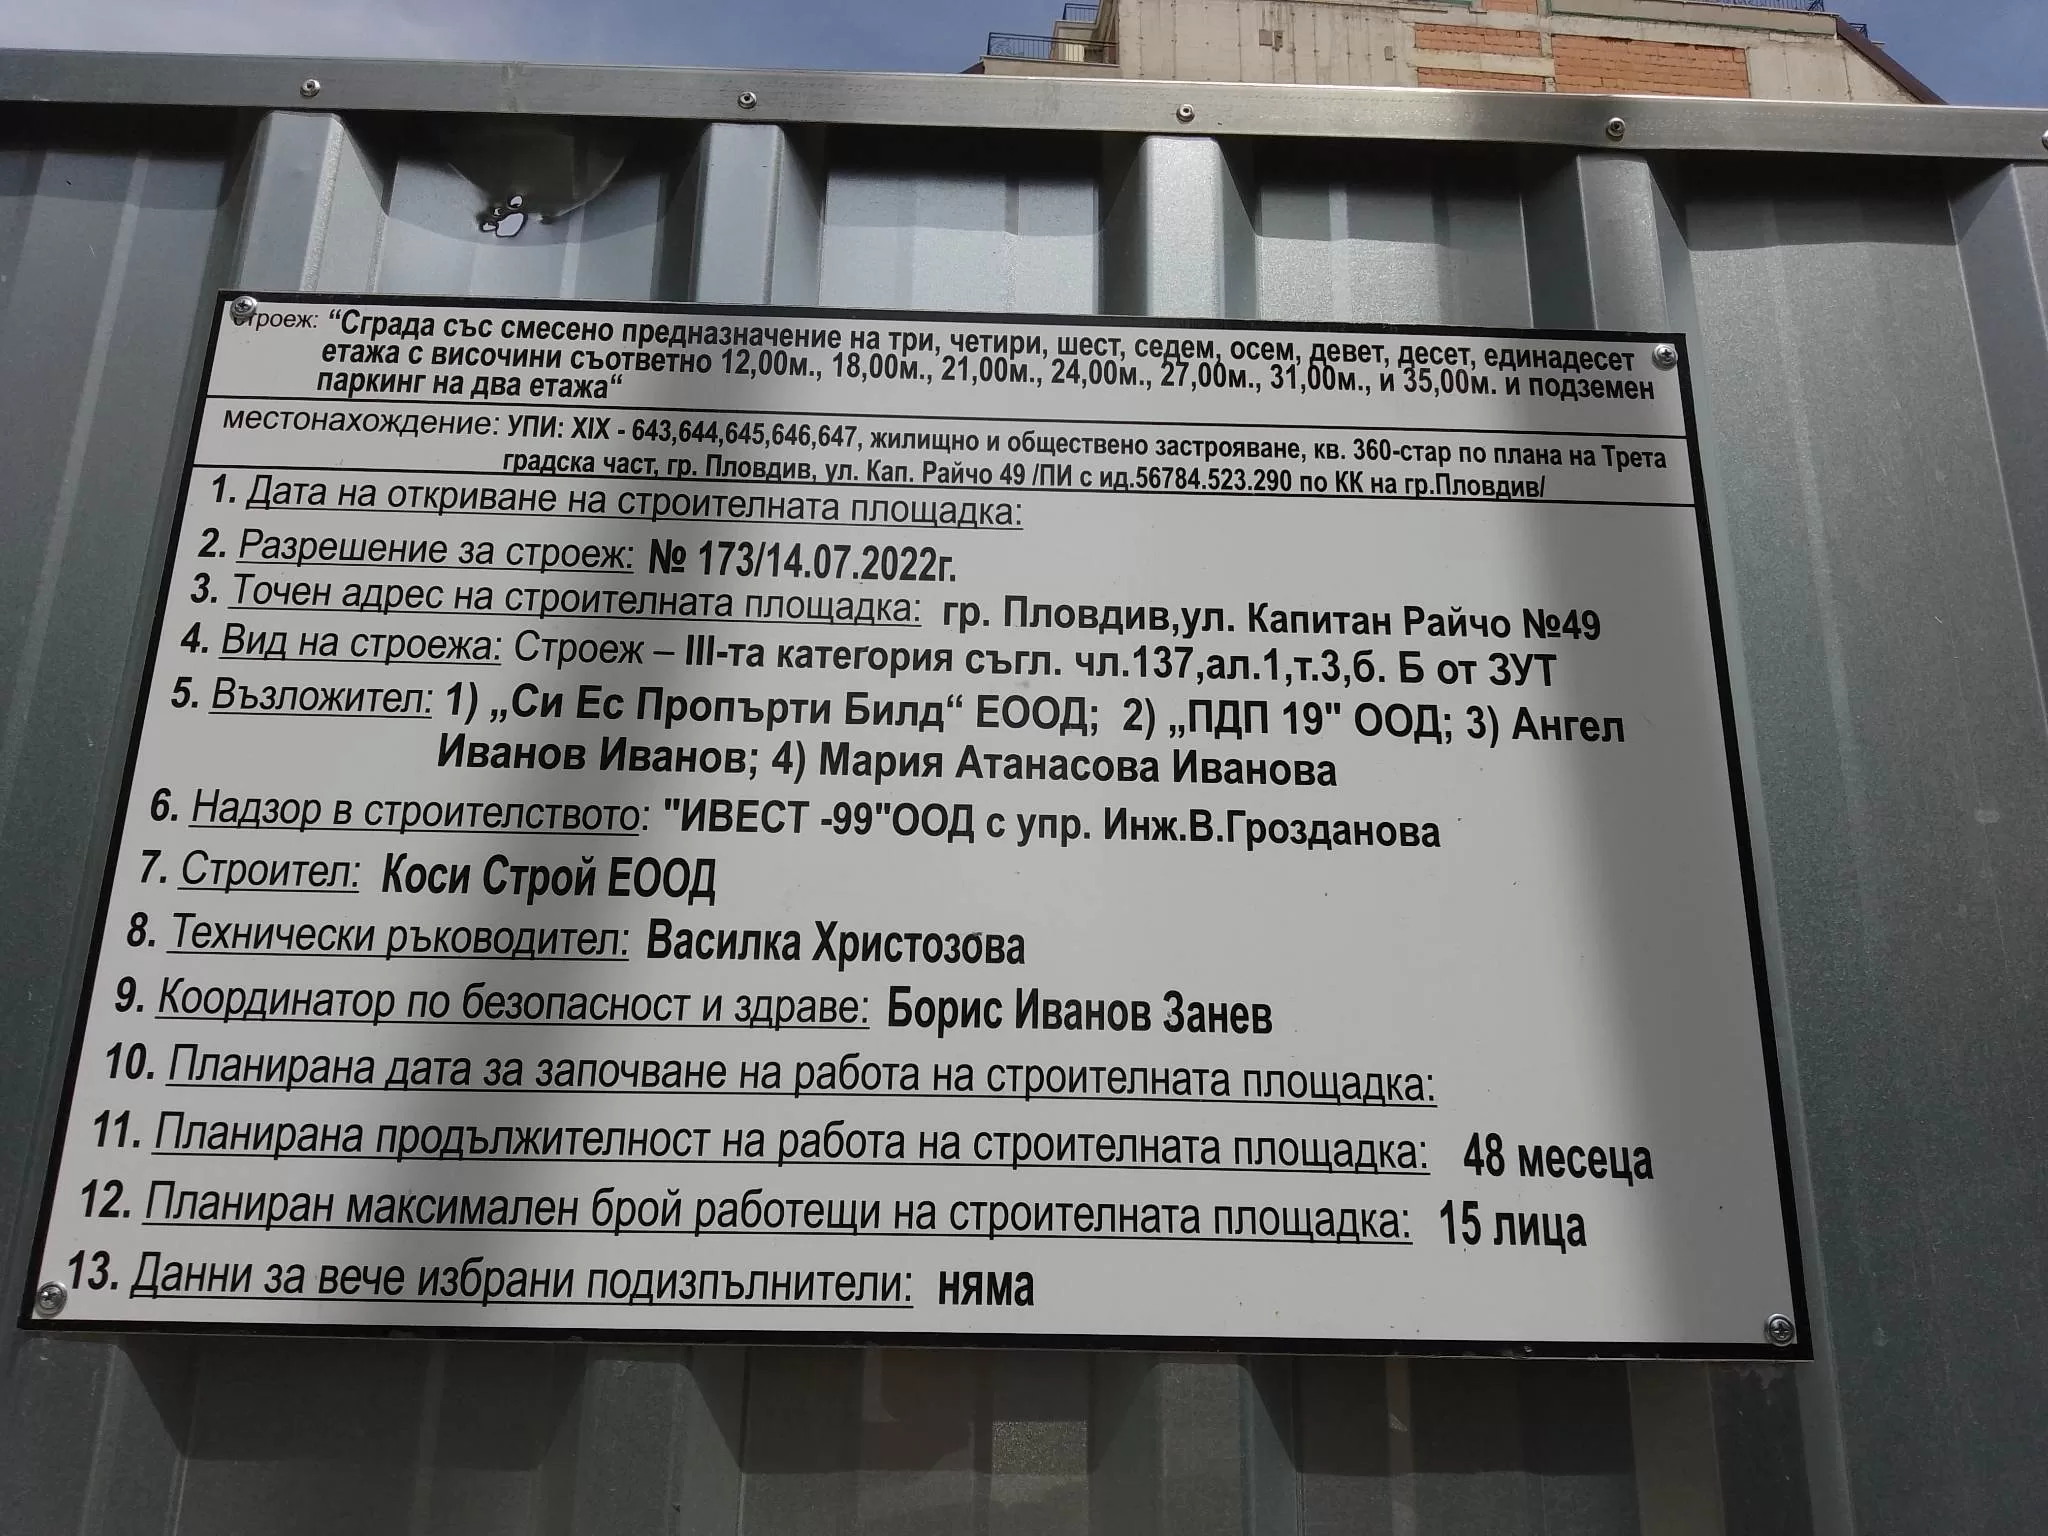 строеж: “Сграда със смесено предназначение на три, четири, шест, седем, осем, девет, десет, единадесет
етажа с височини съответно 12,00м., 18,00м., 21,00м., 24,00м., 27,00м., 31,00м., и 35,00м. и подземен
паркинг на два етажа“
местонахождение: УПИ: XIX - 643,644,645,646,647, жилищно и обществено застрояване, кв. 360-стар по плана на Трета
градска част, гр. Пловдив, ул. Кап. Райчо 49 /ПИ с ид.56784.523.290 по КК на гр.Пловдив/
1. Дата на откриване на строителната площадка:
2. Разрешение за строеж: № 173/14.07.2022г.
3. Точен адрес на строителната площадка: гр. Пловдив,ул. Капитан Райчо №49
4. Вид на строежа: Строеж – III-та категория съгл. чл.137,ал.1,т.3,б. Б от ЗУТ
5. Възложител: 1) „Си Ес Пропърти Билд“ ЕООД; 2) „ПДП 19" ООД; 3) Ангел
Иванов Иванов; 4) Мария Атанасова Иванова
6. Надзор в строителството: "ИВЕСТ -99"ООД с упр. Инж.В.Грозданова
7. Строител: Коси Строй ЕООД
8. Технически ръководител: Василка Христозова
9. Координатор по безопасност и здраве: Борис Иванов Занев
10. Планирана дата за започване на работа на строителната площадка:
11. Планирана продължителност на работа на строителната площадка: 48 месеца
12. Планиран максимален брой работещи на строителната площадка: 15 лица
13. Данни за вече избрани подизпълнители: няма